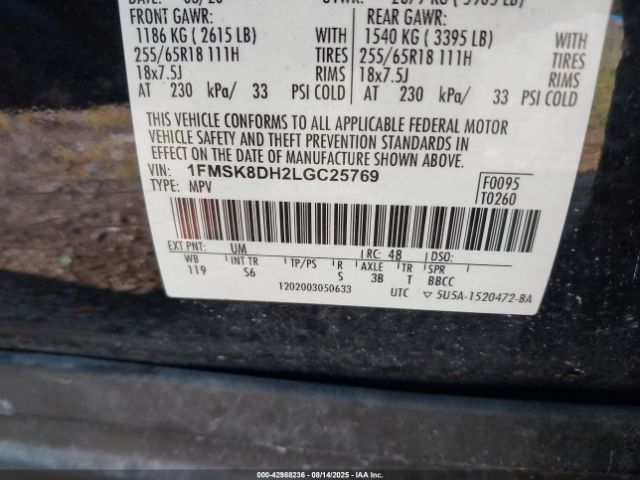 FRONT GAWR: REAR GAWR:
1186 KG ( 2615 LB) WITH 1540 KG ( 3395 LB) WITH
255/65R18 111H TIRES 255/65R18 111H TIRES
18x7.5J RIMS 18x7.5J RIMS
AT 230 kPa/ 33 PSI COLD AT 230 kPa/ 33 PSI COLD
THIS VEHICLE CONFORMS TO ALL APPLICABLE FEDERAL MOTOR
VEHICLE SAFETY AND THEFT PREVENTION STANDARDS IN
EFFECT ON THE DATE OF MANUFACTURE SHOWN ABOVE.
VIN: 1FMSK8DH2LGC25769 F0095
TYPE: MPV T0260
EXT PNT: UM RC: 48 DSO:
WB INT TR TP/PS R AXLE TR SPR
119 S6 S 3B T BBCC
1202003050633 UTC ▽ 5U5A-1520472-BA
000-42988236 - 08/14/2025 - IAAI.COM